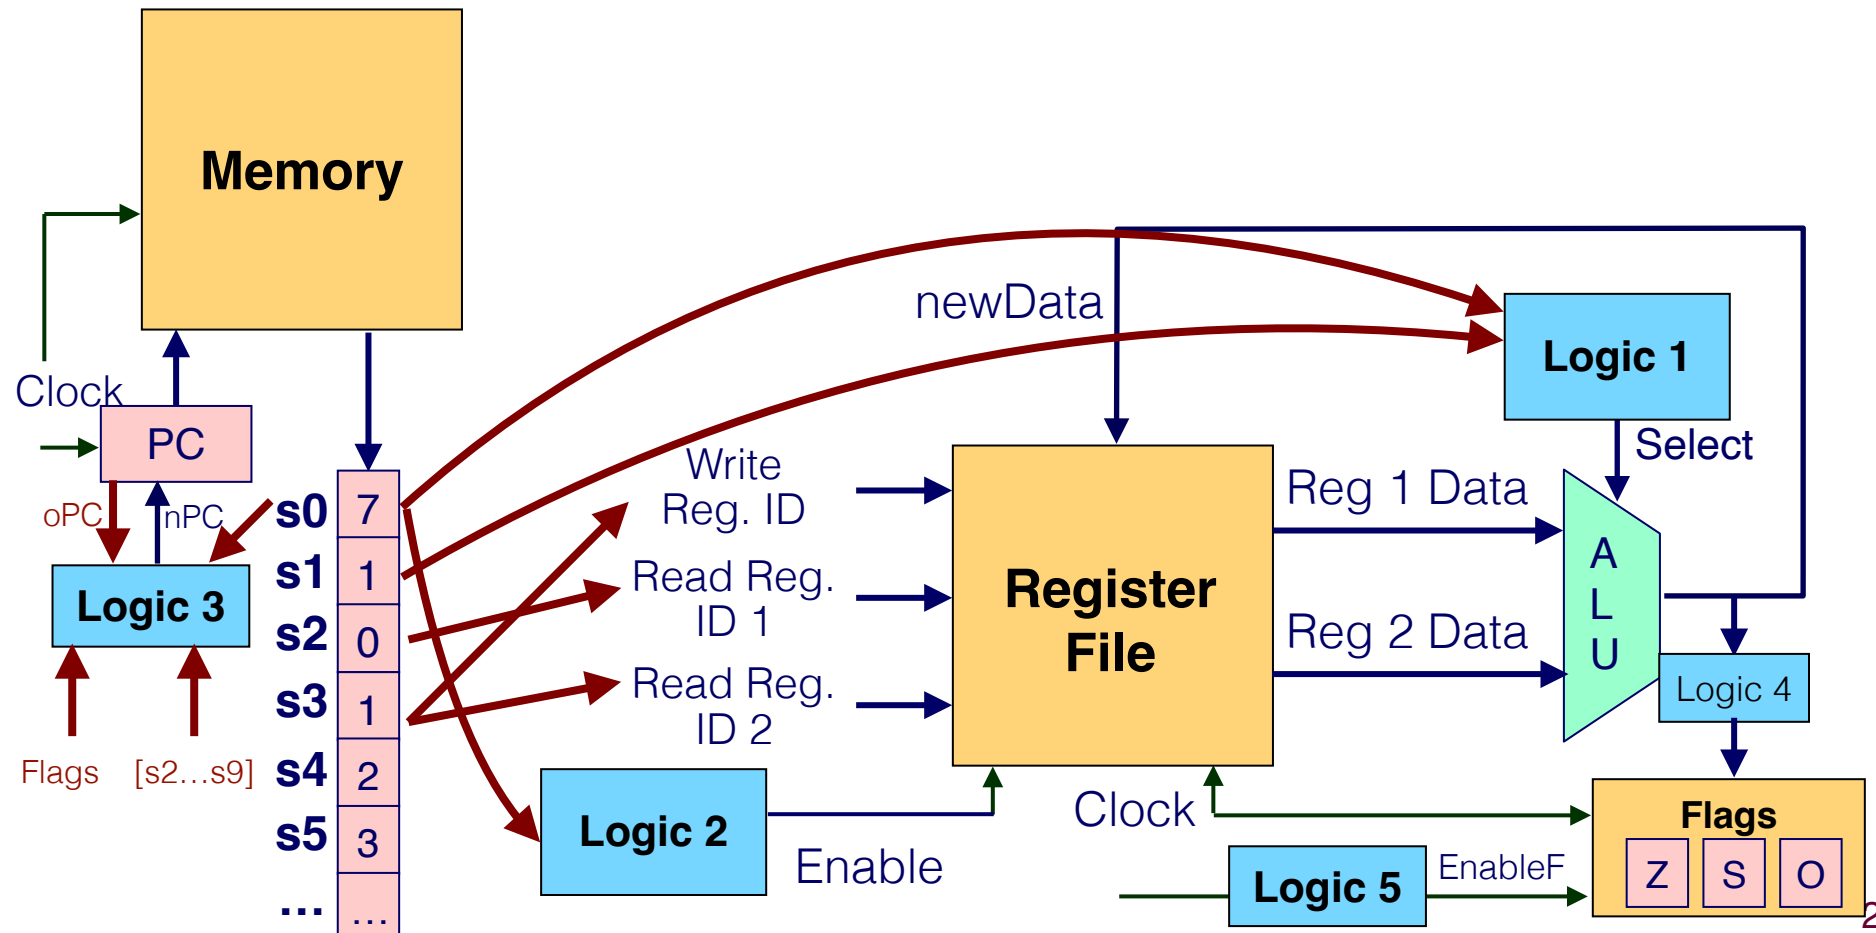 Memory
Clock
PC
oPC
nPC
Logic 3
Flags
[s2...s9]
s0 7
s1 1
s2 0
s3 1
s4 2
s5 3
... ...
newData
Write
Reg. ID
Read Reg.
ID 1
Read Reg.
ID 2
Logic 2
Enable
Register
File
Clock
Reg 1 Data
Reg 2 Data
Logic 1
Select
A
L
U
Logic 4
Logic 5
EnableF
Flags
Z S O
2